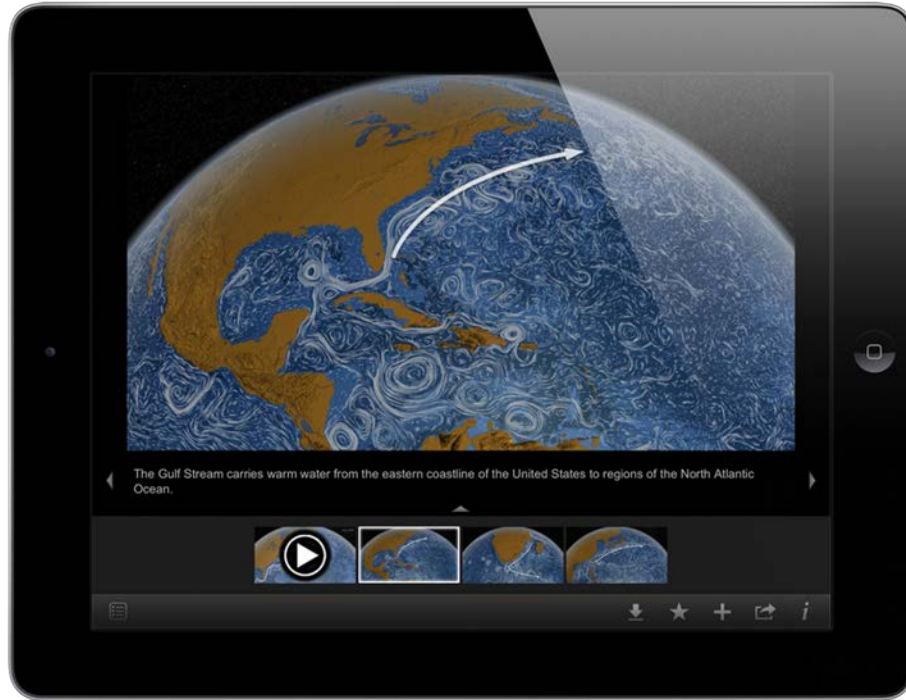 The Gulf Stream carries warm water from the eastern coastline of the United States to regions of the North Atlantic
Ocean.